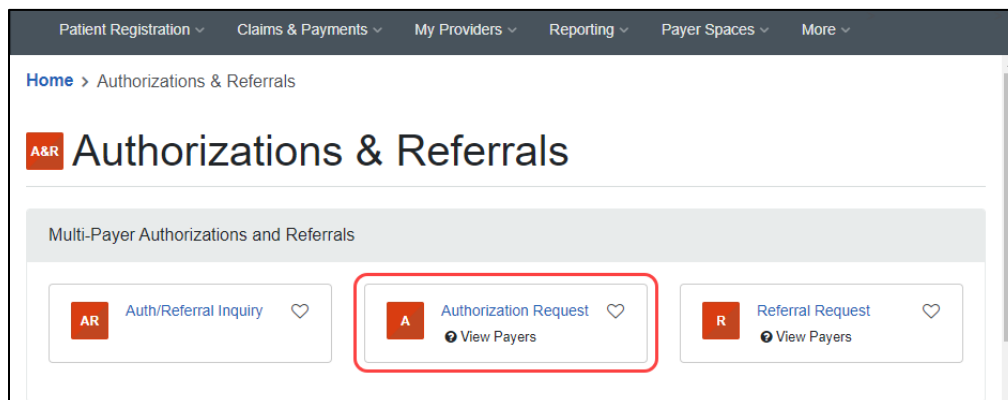 Patient Registration Claims & Payments My Providers Reporting Payer Spaces More
Home > Authorizations & Referrals
A&R Authorizations & Referrals
Multi-Payer Authorizations and Referrals
AR Auth/Referral Inquiry
A Authorization Request
View Payers
R Referral Request
View Payers